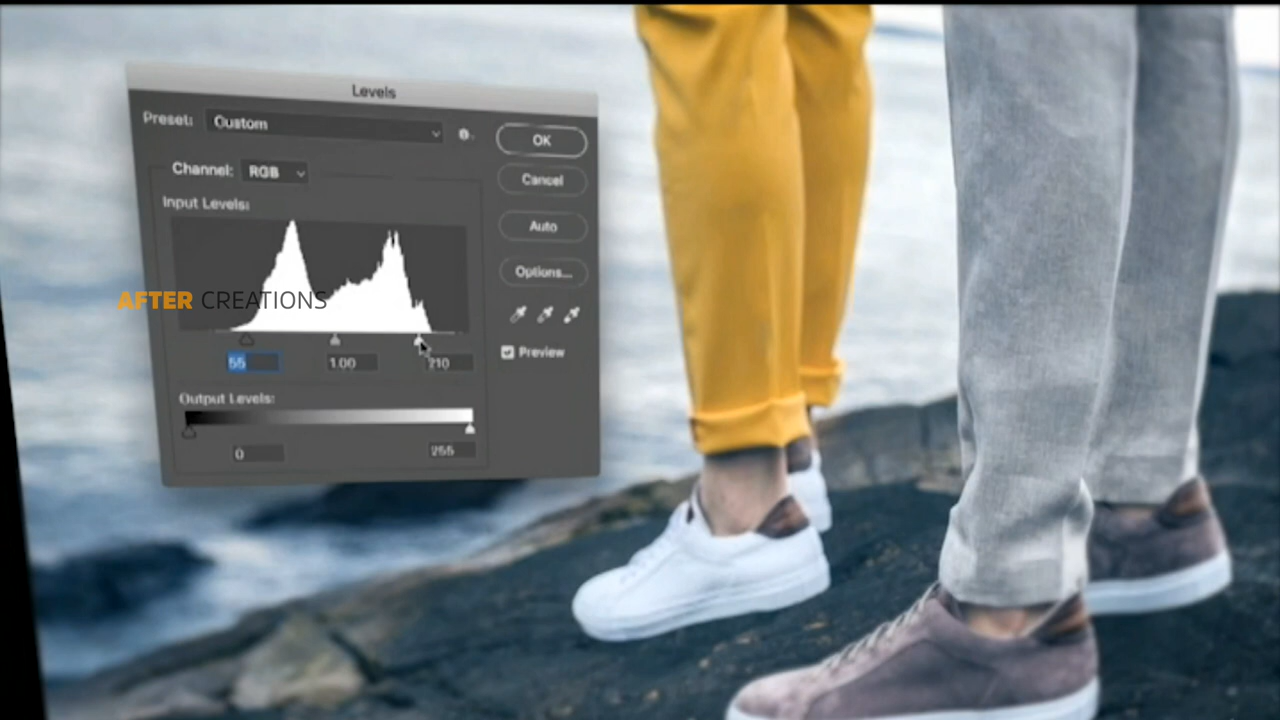 Levels
Preset: Custom
OK
Channel: RGB
Cancel
Input Levels:
Auto
Options...
AFTER CREATIONS
Preview
55 1.00 210
Output Levels:
0 255